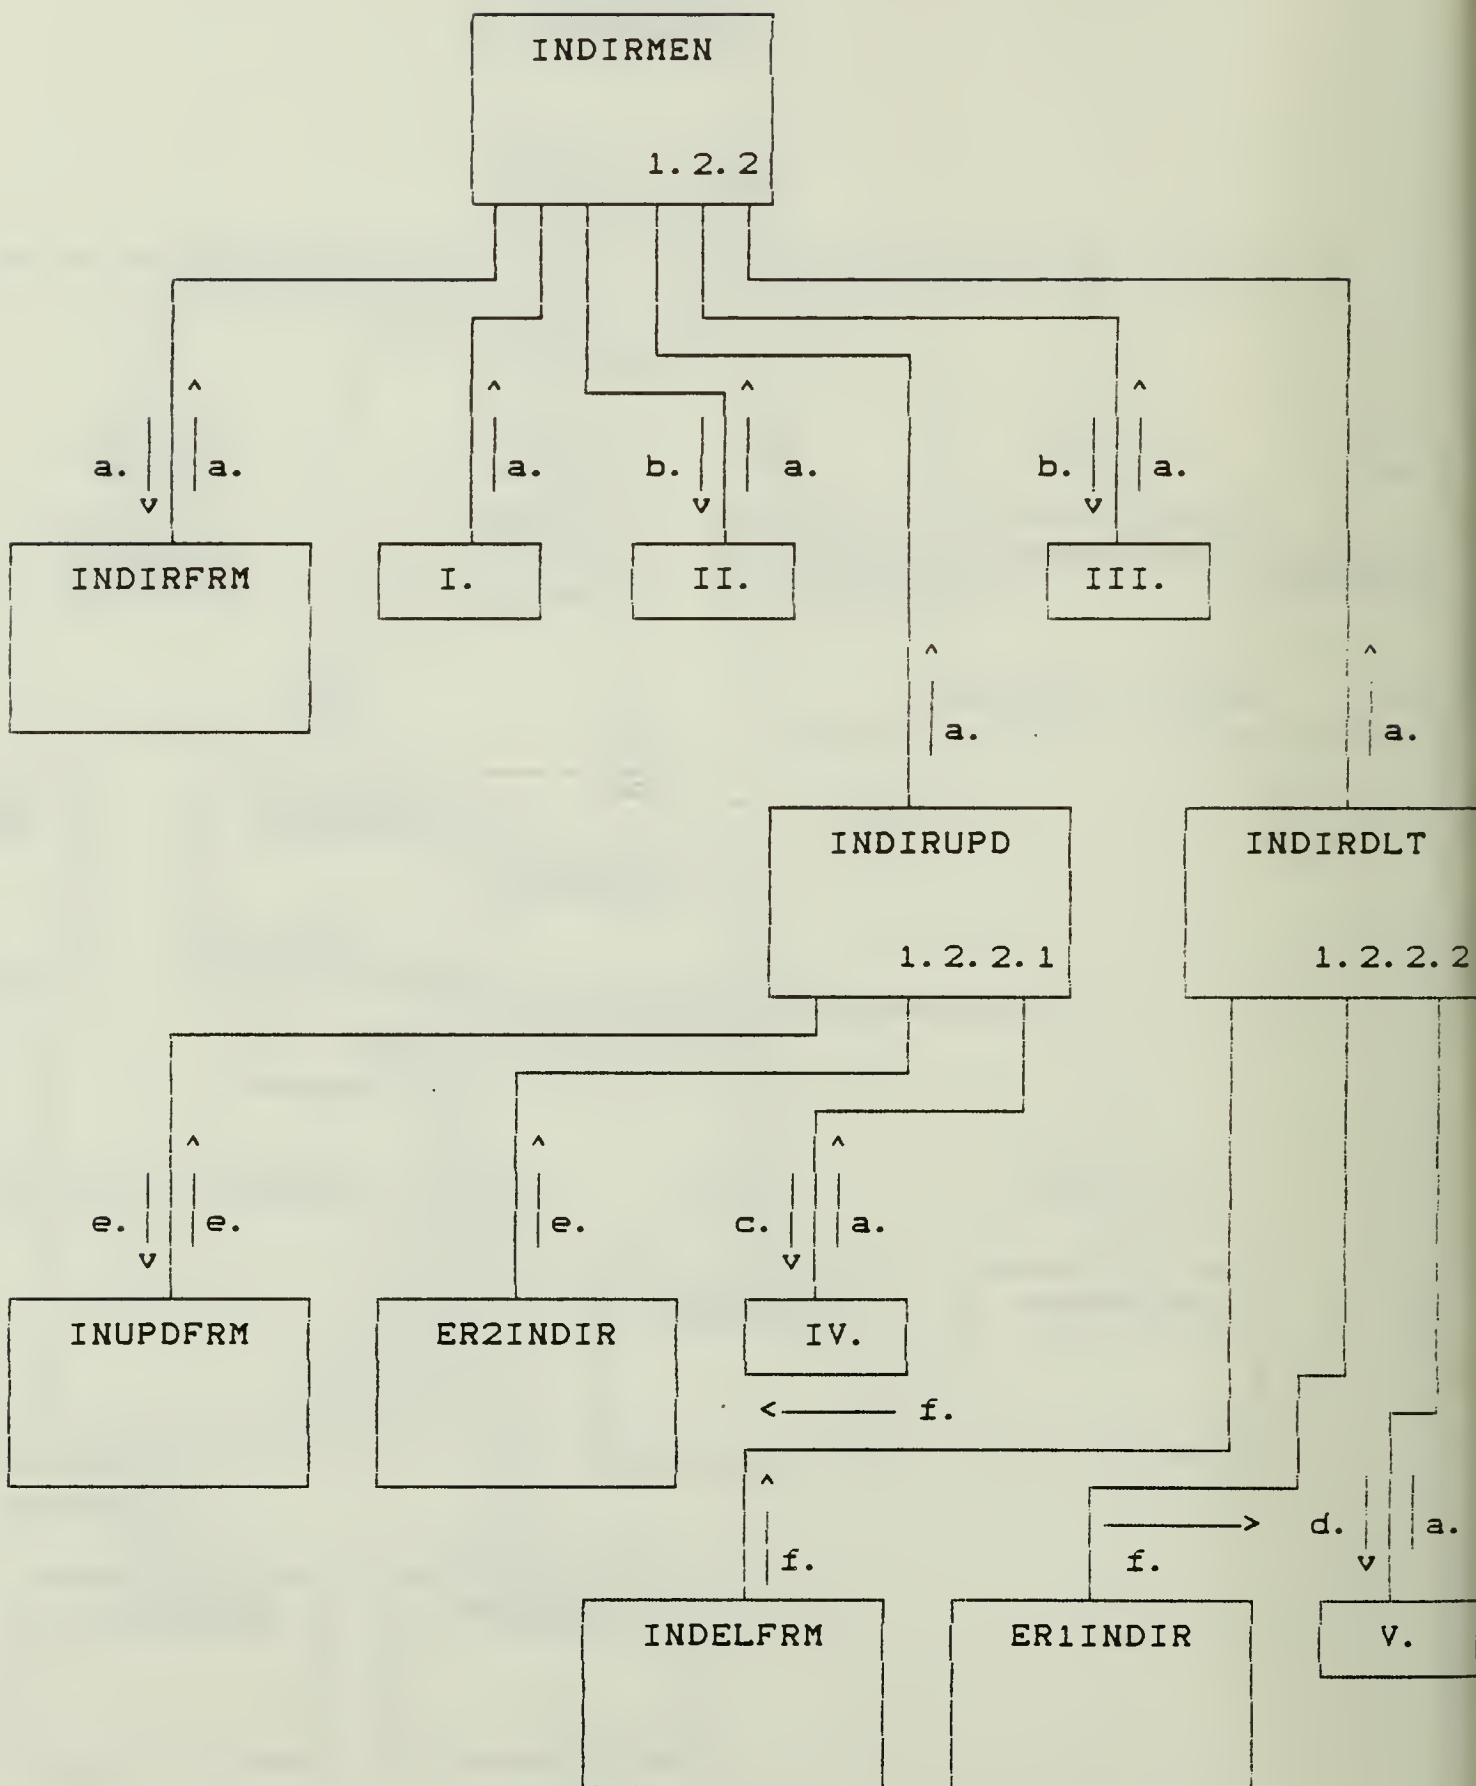 INDIRMEN
1.2.2
a. a. a. b. a. b. a.
INDIRFRM I. II. III.
a. a.
INDIRUPD INDIRDLT
1.2.2.1 1.2.2.2
e. e. e. c. a.
INUPDFRM ER2INDIR IV.
f.
d. a.
f. f.
INDELFRM ER1INDIR V.